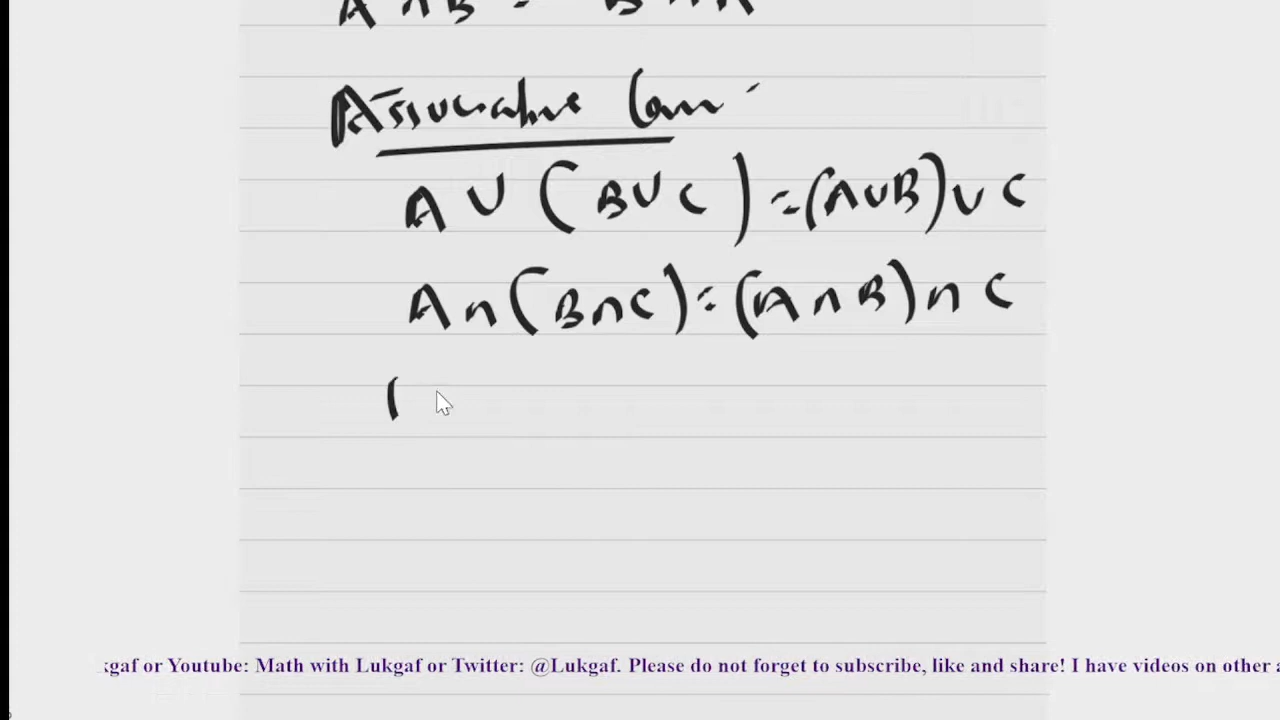 A ∩ B = B ∩ A
Associative law
A ∪ (B ∪ C) = (A ∪ B) ∪ C
A ∩ (B ∩ C) = (A ∩ B) ∩ C
(
kgaf or Youtube: Math with Lukgaf or Twitter: @Lukgaf. Please do not forget to subscribe, like and share! I have videos on other a